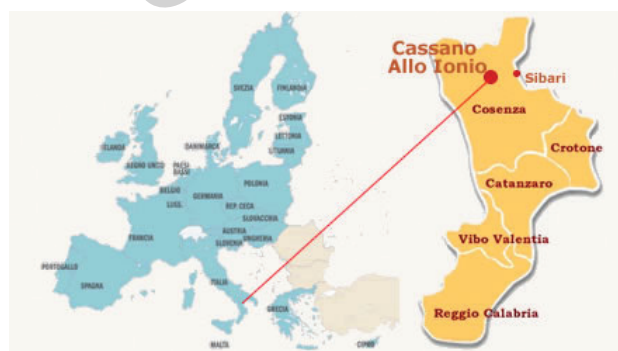 SVEZIA
FINLANDIA
ESTONIA
LETTONIA
LITUANIA
IRLANDA
DANIMARCA
REGNO UNITO
PAESI
BASSI
BELGIO
LUSS.
GERMANIA
POLONIA
REP. CECA
SLOVACCHIA
AUSTRIA
UNGHERIA
SLOVENIA
FRANCIA
PORTOGALLO
SPAGNA
ITALIA
GRECIA
MALTA
CIPRO
Cassano
Allo Ionio
Sibari
Cosenza
Crotone
Catanzaro
Vibo Valentia
Reggio Calabria